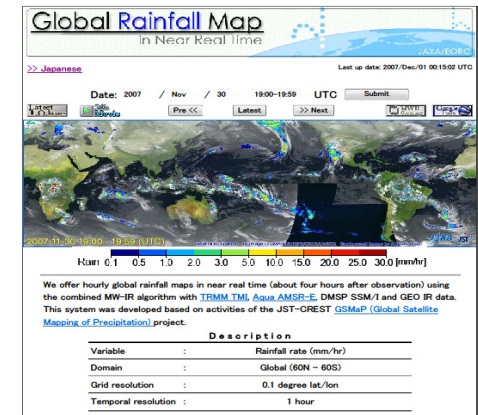 Global Rainfall Map
in Near Real Time
JAXA/EORC
>> Japanese
Last up date: 2007/Dec/01 00:15:02 UTC
Date: 2007 / Nov / 30 19:00-19:59 UTC Submit
Latest Pre << Latest >> Next
2007-11-30 19:00 - 19:59 (UTC)
JAXA JST
Rain 0.1 0.5 1.0 2.0 3.0 5.0 10.0 15.0 20.0 25.0 30.0 [mm/hr]
We offer hourly global rainfall maps in near real time (about four hours after observation) using
the combined MW-IR algorithm with TRMM TMI, Aqua AMSR-E, DMSP SSM/I and GEO IR data.
This system was developed based on activities of the JST-CREST GSMaP (Global Satellite
Mapping of Precipitation) project.
Description
Variable : Rainfall rate (mm/hr)
Domain : Global (60N - 60S)
Grid resolution : 0.1 degree lat/lon
Temporal resolution : 1 hour